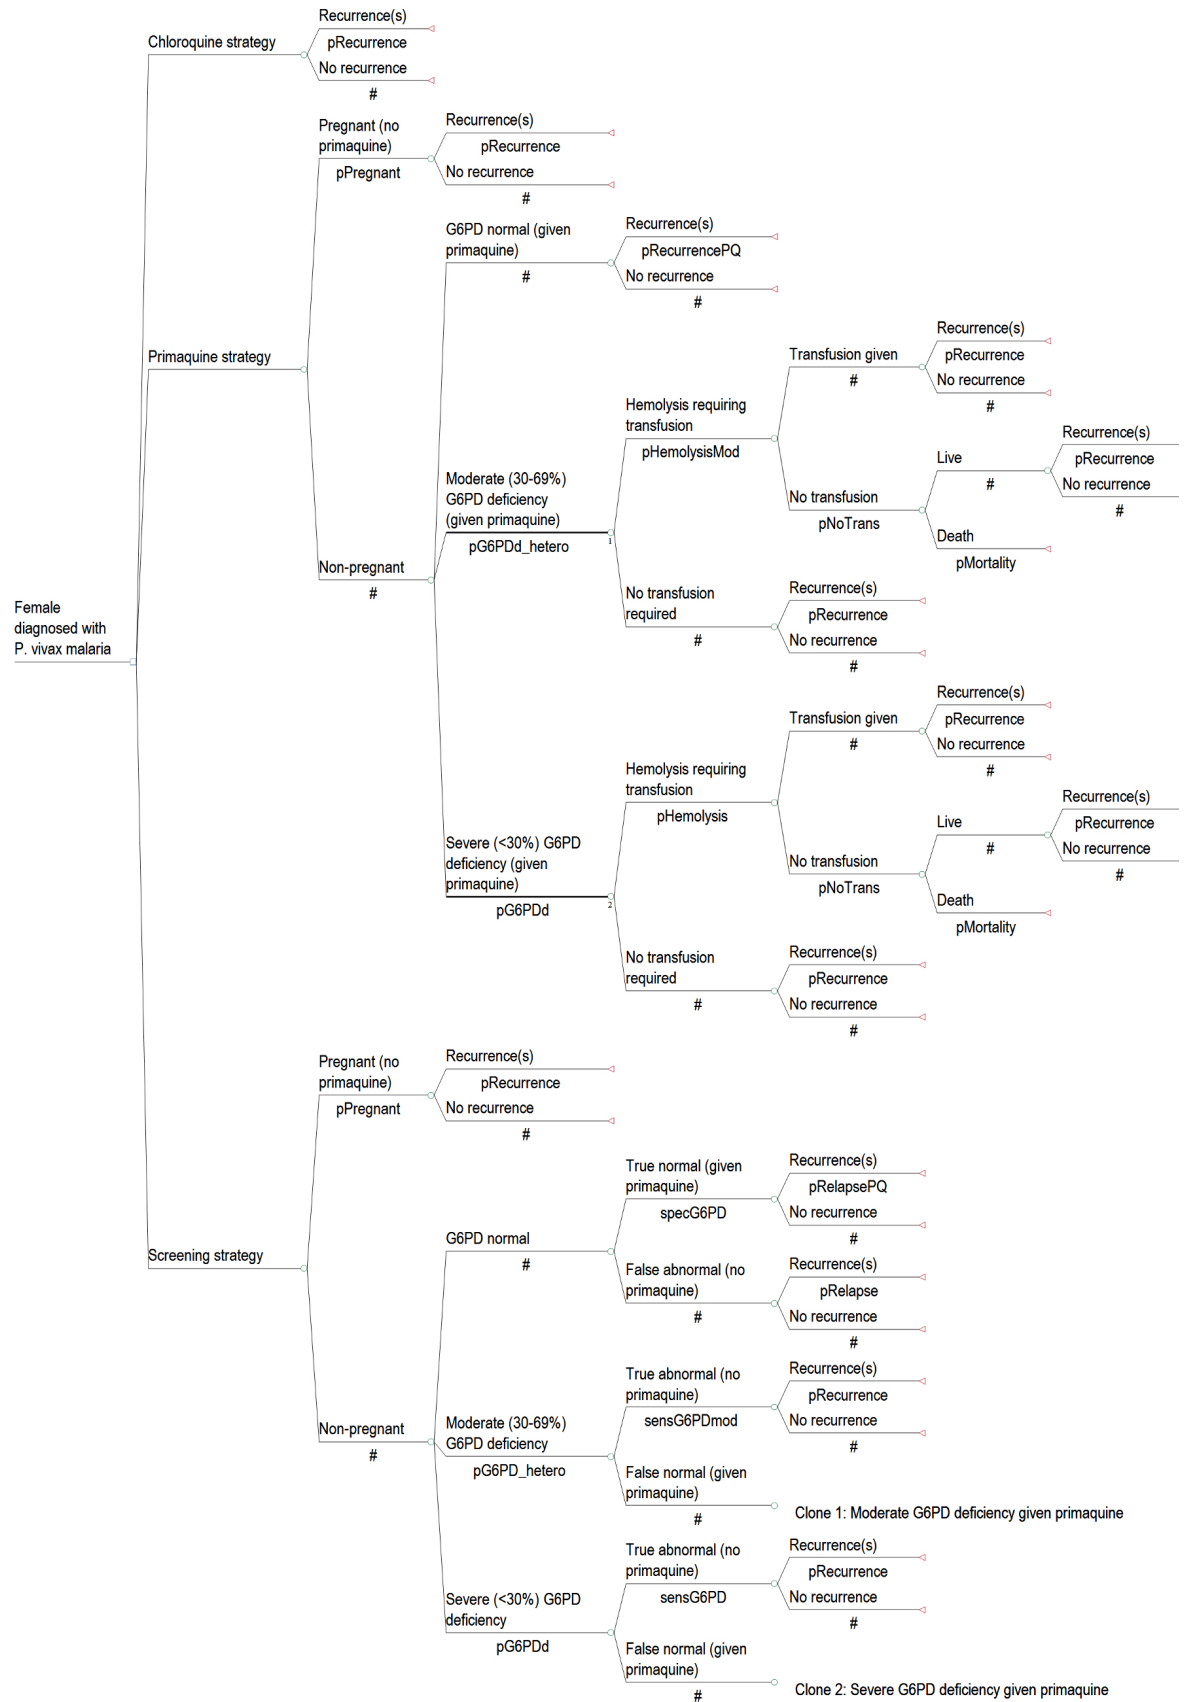 Female
diagnosed with
P. vivax malaria
Chloroquine strategy
Recurrence(s)
pRecurrence
No recurrence
#
Primaquine strategy
Pregnant (no
primaquine)
pPregnant
Recurrence(s)
pRecurrence
No recurrence
#
Non-pregnant
#
G6PD normal (given
primaquine)
#
Recurrence(s)
pRecurrencePQ
No recurrence
#
Moderate (30-69%)
G6PD deficiency
(given primaquine)
pG6PDd_hetero
1
Hemolysis requiring
transfusion
pHemolysisMod
Transfusion given
#
Recurrence(s)
pRecurrence
No recurrence
#
No transfusion
pNoTrans
Live
#
Recurrence(s)
pRecurrence
No recurrence
#
Death
pMortality
No transfusion
required
#
Recurrence(s)
pRecurrence
No recurrence
#
Severe (<30%) G6PD
deficiency (given
primaquine)
pG6PDd
2
Hemolysis requiring
transfusion
pHemolysis
Transfusion given
#
Recurrence(s)
pRecurrence
No recurrence
#
No transfusion
pNoTrans
Live
#
Recurrence(s)
pRecurrence
No recurrence
#
Death
pMortality
No transfusion
required
#
Recurrence(s)
pRecurrence
No recurrence
#
Screening strategy
Pregnant (no
primaquine)
pPregnant
Recurrence(s)
pRecurrence
No recurrence
#
Non-pregnant
#
G6PD normal
#
True normal (given
primaquine)
specG6PD
Recurrence(s)
pRelapsePQ
No recurrence
#
False abnormal (no
primaquine)
#
Recurrence(s)
pRelapse
No recurrence
#
Moderate (30-69%)
G6PD deficiency
pG6PD_hetero
True abnormal (no
primaquine)
sensG6PDmod
Recurrence(s)
pRecurrence
No recurrence
#
False normal (given
primaquine)
#
Clone 1: Moderate G6PD deficiency given primaquine
Severe (<30%) G6PD
deficiency
pG6PDd
True abnormal (no
primaquine)
sensG6PD
Recurrence(s)
pRecurrence
No recurrence
#
False normal (given
primaquine)
#
Clone 2: Severe G6PD deficiency given primaquine